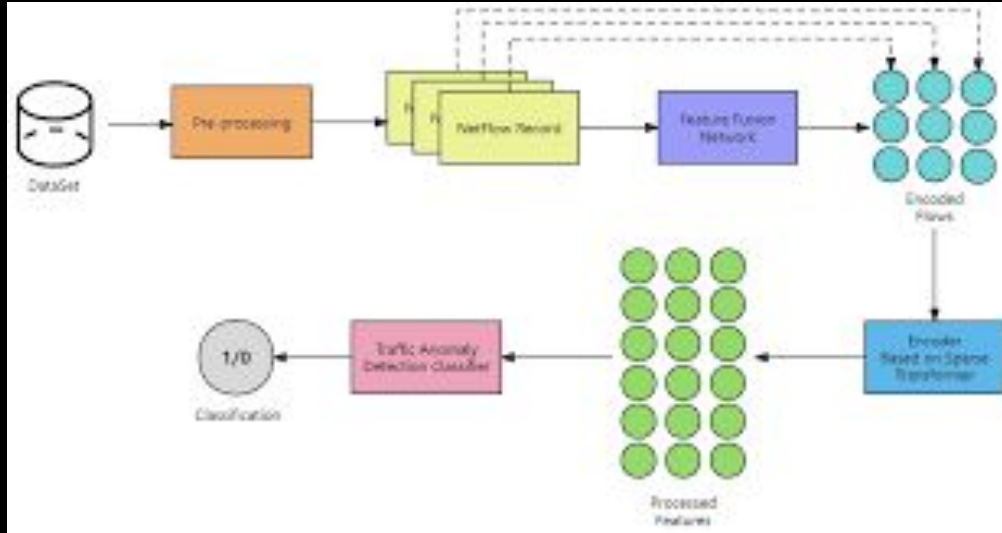 DataSet
Pre-processing
NetFlow Record
Feature Fusion
Network
Encoded
Flows
Encoder
Based on Sparse
Transformer
Processed
Features
Traffic Anomaly
Detection Classifier
1/0
Classification